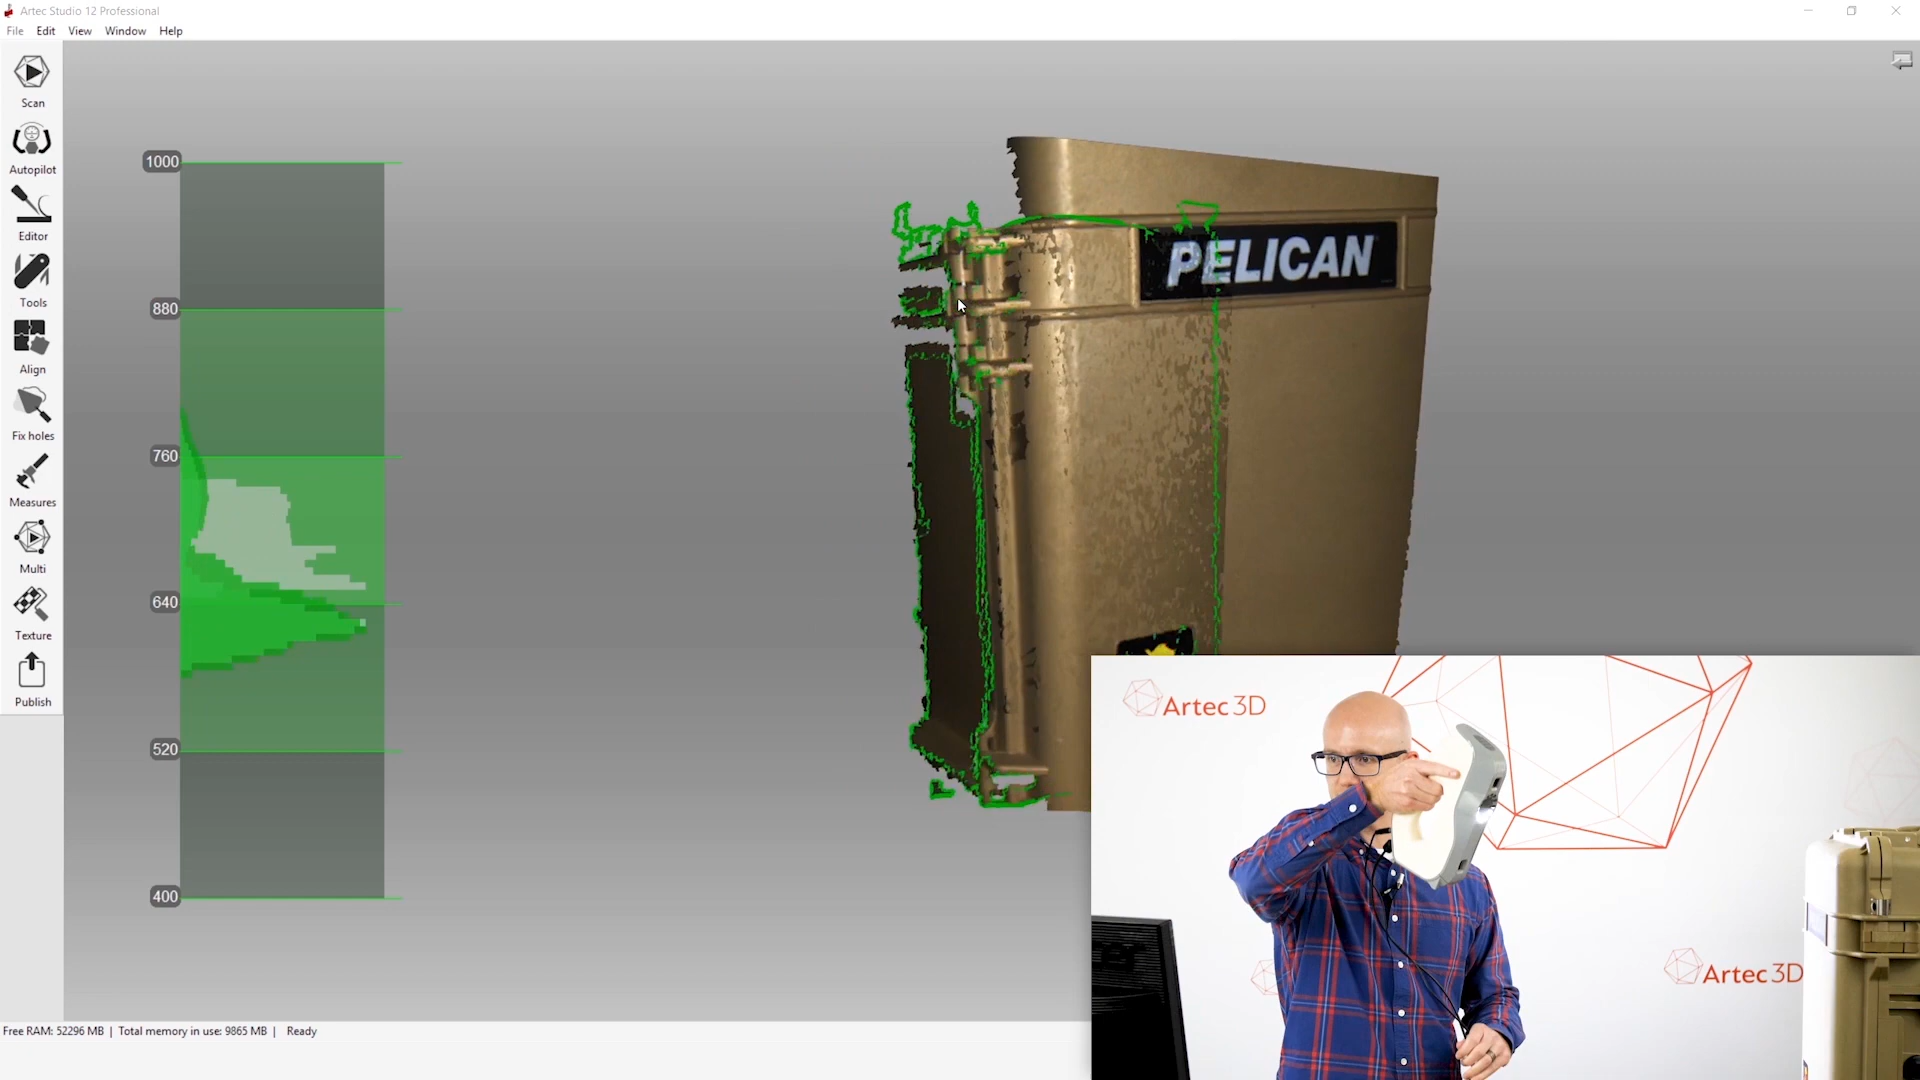 Artec Studio 12 Professional
File Edit View Window Help
Scan
Autopilot
Editor
Tools
Align
Fix holes
Measures
Multi
Texture
Publish
1000
880
760
640
520
400
PELICAN
Artec 3D
Artec 3D
Free RAM: 52296 MB | Total memory in use: 9865 MB | Ready